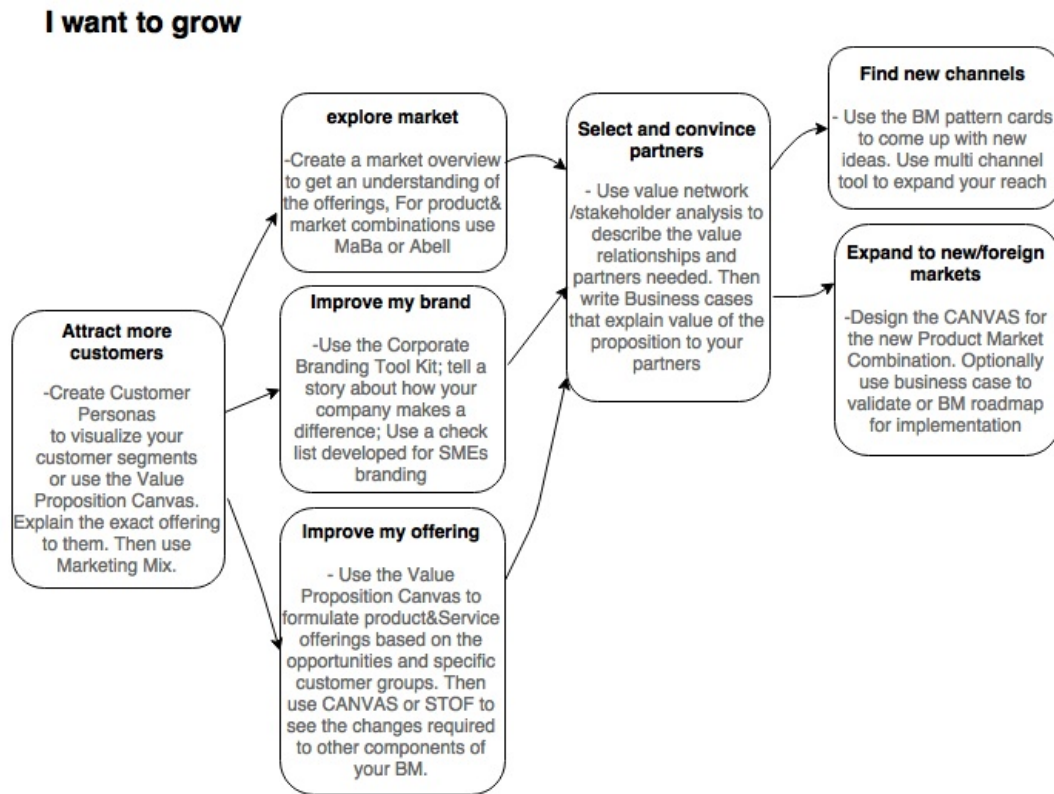 I want to grow
Attract more
customers
-Create Customer
Personas
to visualize your
customer segments
or use the Value
Proposition Canvas.
Explain the exact offering
to them. Then use
Marketing Mix.
explore market
-Create a market overview
to get an understanding of
the offerings, For product&
market combinations use
MaBa or Abell
Improve my brand
-Use the Corporate
Branding Tool Kit; tell a
story about how your
company makes a
difference; Use a check
list developed for SMEs
branding
Improve my offering
- Use the Value
Proposition Canvas to
formulate product&Service
offerings based on the
opportunities and specific
customer groups. Then
use CANVAS or STOF to
see the changes required
to other components of
your BM.
Select and convince
partners
- Use value network
/stakeholder analysis to
describe the value
relationships and
partners needed. Then
write Business cases
that explain value of the
proposition to your
partners
Find new channels
- Use the BM pattern cards
to come up with new
ideas. Use multi channel
tool to expand your reach
Expand to new/foreign
markets
-Design the CANVAS for
the new Product Market
Combination. Optionally
use business case to
validate or BM roadmap
for implementation